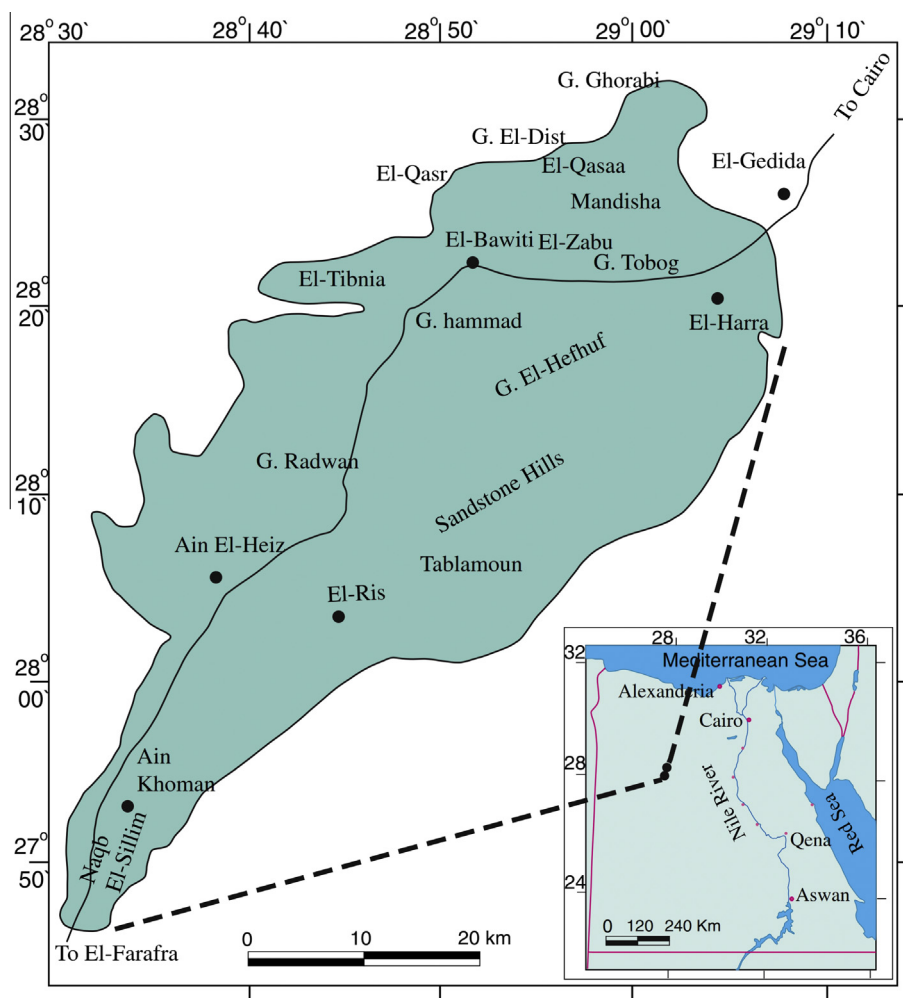 28° 30` 28° 40` 28° 50` 29° 00` 29° 10`
28° 30`
28° 20`
28° 10`
28° 00`
27° 50`
G. Ghorabi
To Cairo
G. El-Dist
El-Gedida
El-Qasr
El-Qasaa
Mandisha
El-Bawiti
El-Zabu
G. Tobog
El-Tibnia
El-Harra
G. hammad
G. El-Hefhuf
G. Radwan
Sandstone Hills
Ain El-Heiz
Tablamoun
El-Ris
Ain
Khoman
Naqb
El-Sillim
To El-Farafra
0 10 20 km
28 32 36
32
28
24
Mediterranean Sea
Alexanderia
Cairo
Nile River
Red Sea
Qena
Aswan
0 120 240 Km